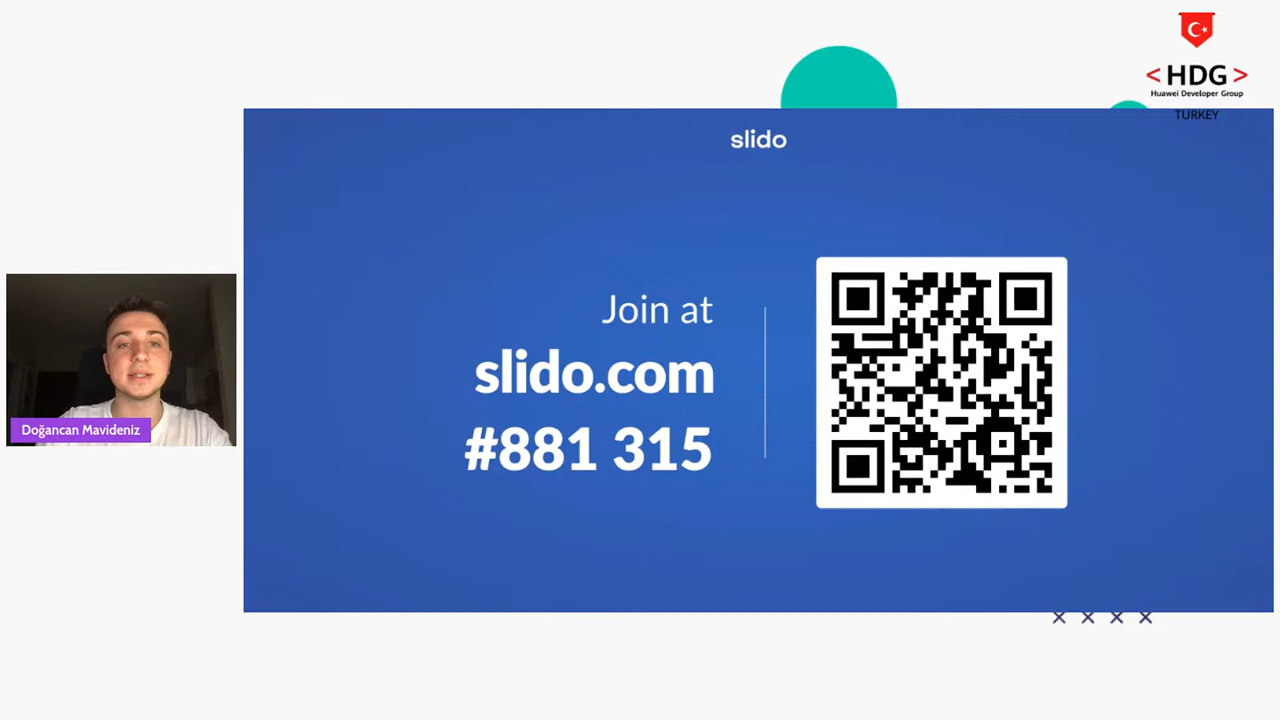 <HDG>
Huawei Developer Group
TURKEY
slido
Join at
slido.com
#881 315
Doğancan Mavideniz